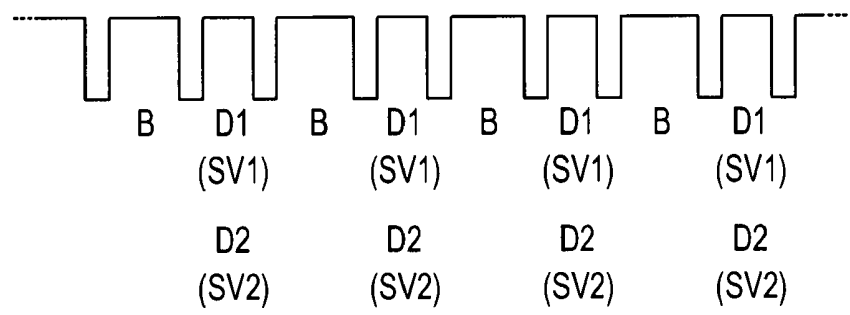 B D1 B D1 B D1 B D1
(SV1) (SV1) (SV1) (SV1)
D2 D2 D2 D2
(SV2) (SV2) (SV2) (SV2)